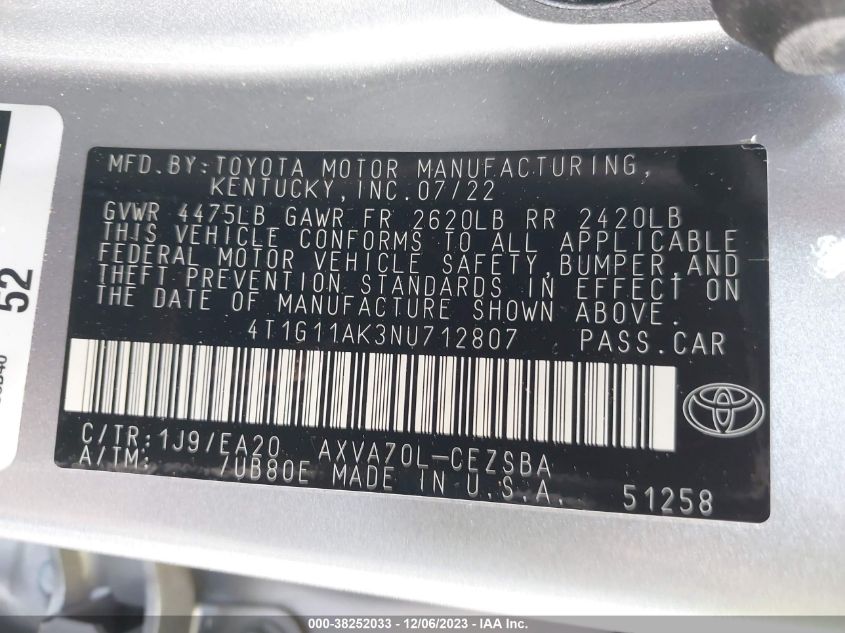 MFD.BY:TOYOTA MOTOR MANUFACTURING,
KENTUCKY,INC.07/22
GVWR 4475LB GAWR FR 2620LB RR 2420LB
THIS VEHICLE CONFORMS TO ALL APPLICABLE
FEDERAL MOTOR VEHICLE SAFETY,BUMPER,AND
THEFT PREVENTION STANDARDS IN EFFECT ON
THE DATE OF MANUFACTURE SHOWN ABOVE.
4T1G11AK3NU712807 PASS.CAR
C/TR:1J9/EA20 AXVA70L-CEZSBA
A/TM: /UB80E MADE IN U.S.A.
51258
52
000-38252033 - 12/06/2023 - IAA Inc.